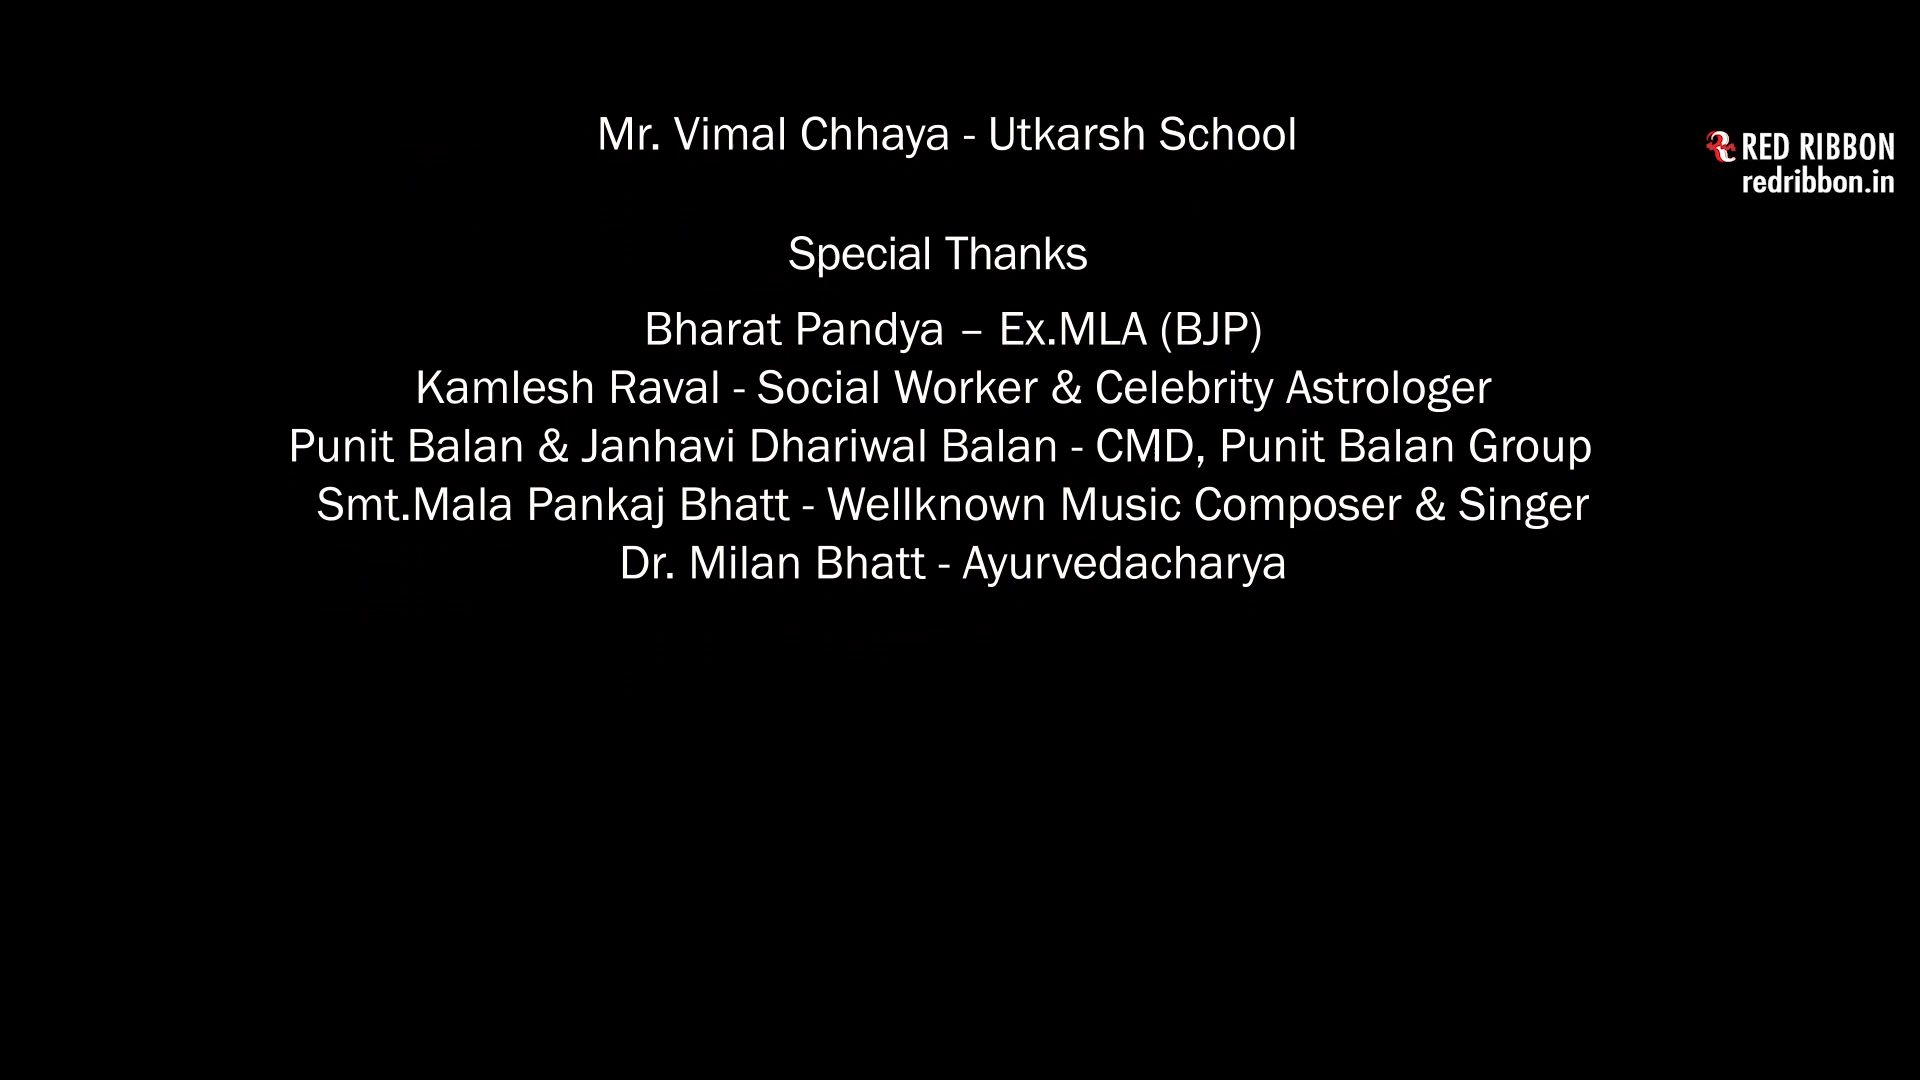 Mr. Vimal Chhaya - Utkarsh School
RED RIBBON
redribbon.in
Special Thanks
Bharat Pandya – Ex.MLA (BJP)
Kamlesh Raval - Social Worker & Celebrity Astrologer
Punit Balan & Janhavi Dhariwal Balan - CMD, Punit Balan Group
Smt.Mala Pankaj Bhatt - Wellknown Music Composer & Singer
Dr. Milan Bhatt - Ayurvedacharya